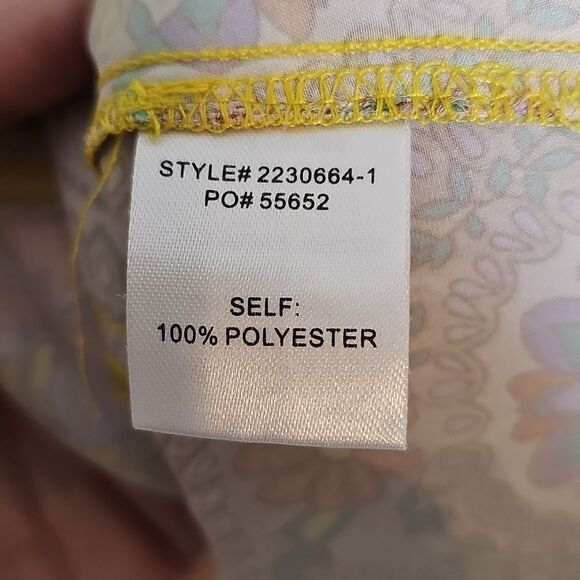 STYLE# 2230664-1
PO# 55652
SELF:
100% POLYESTER